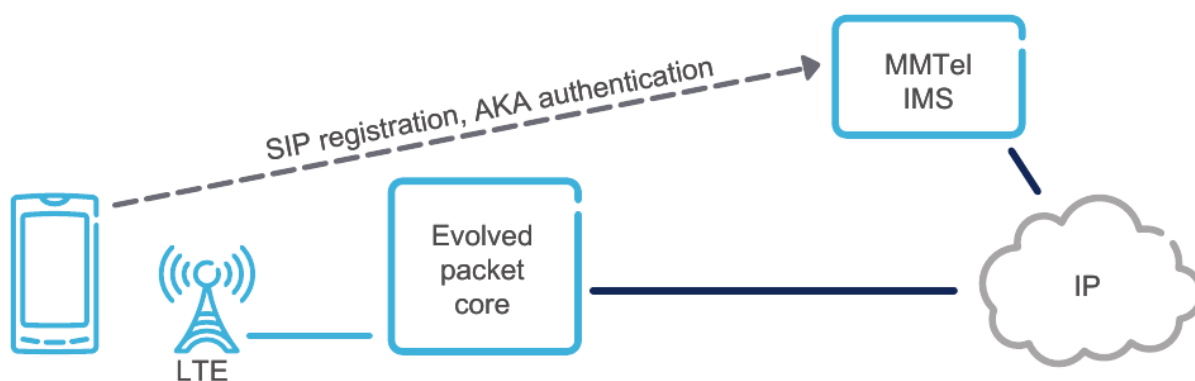 SIP registration, AKA authentication
MMTel
IMS
Evolved
packet
core
IP
LTE